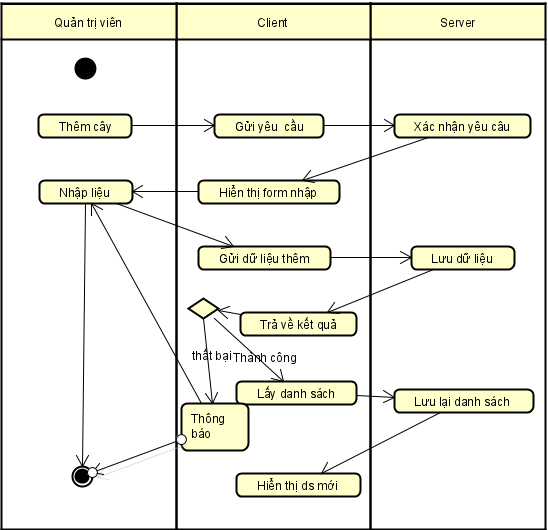 Quản trị viên
Client
Server
Thêm cây
Gửi yêu cầu
Xác nhận yêu câu
Nhập liệu
Hiển thị form nhập
Gửi dữ liệu thêm
Lưu dữ liệu
Trả về kết quả
thất bại
Thành công
Lấy danh sách
Lưu lại danh sách
Thông
báo
Hiển thị ds mới